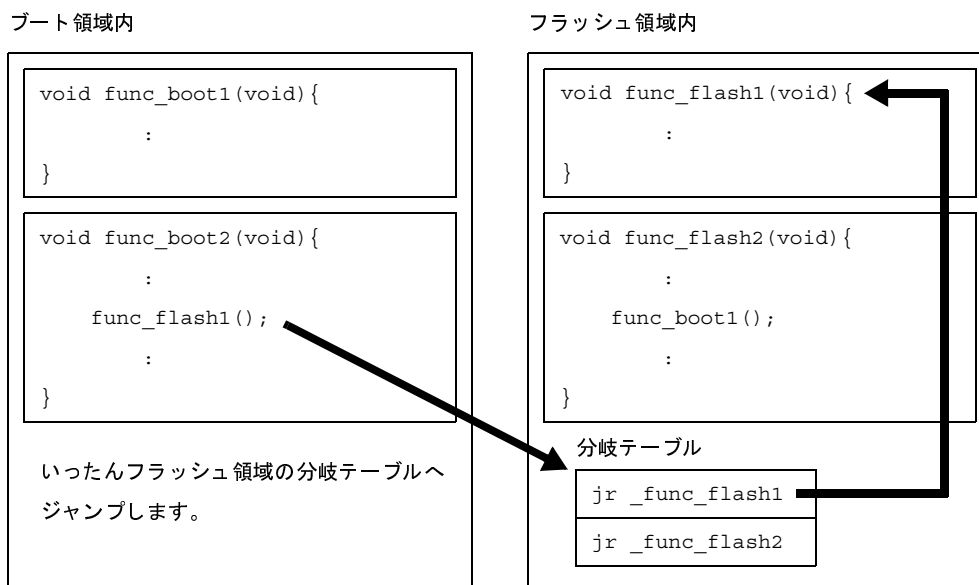 ブート領域内
void func_boot1(void){
:
}
void func_boot2(void){
:
func_flash1();
:
}
いったんフラッシュ領域の分岐テーブルへ
ジャンプします。
フラッシュ領域内
void func_flash1(void){
:
}
void func_flash2(void){
:
func_boot1();
:
}
分岐テーブル
jr _func_flash1
jr _func_flash2